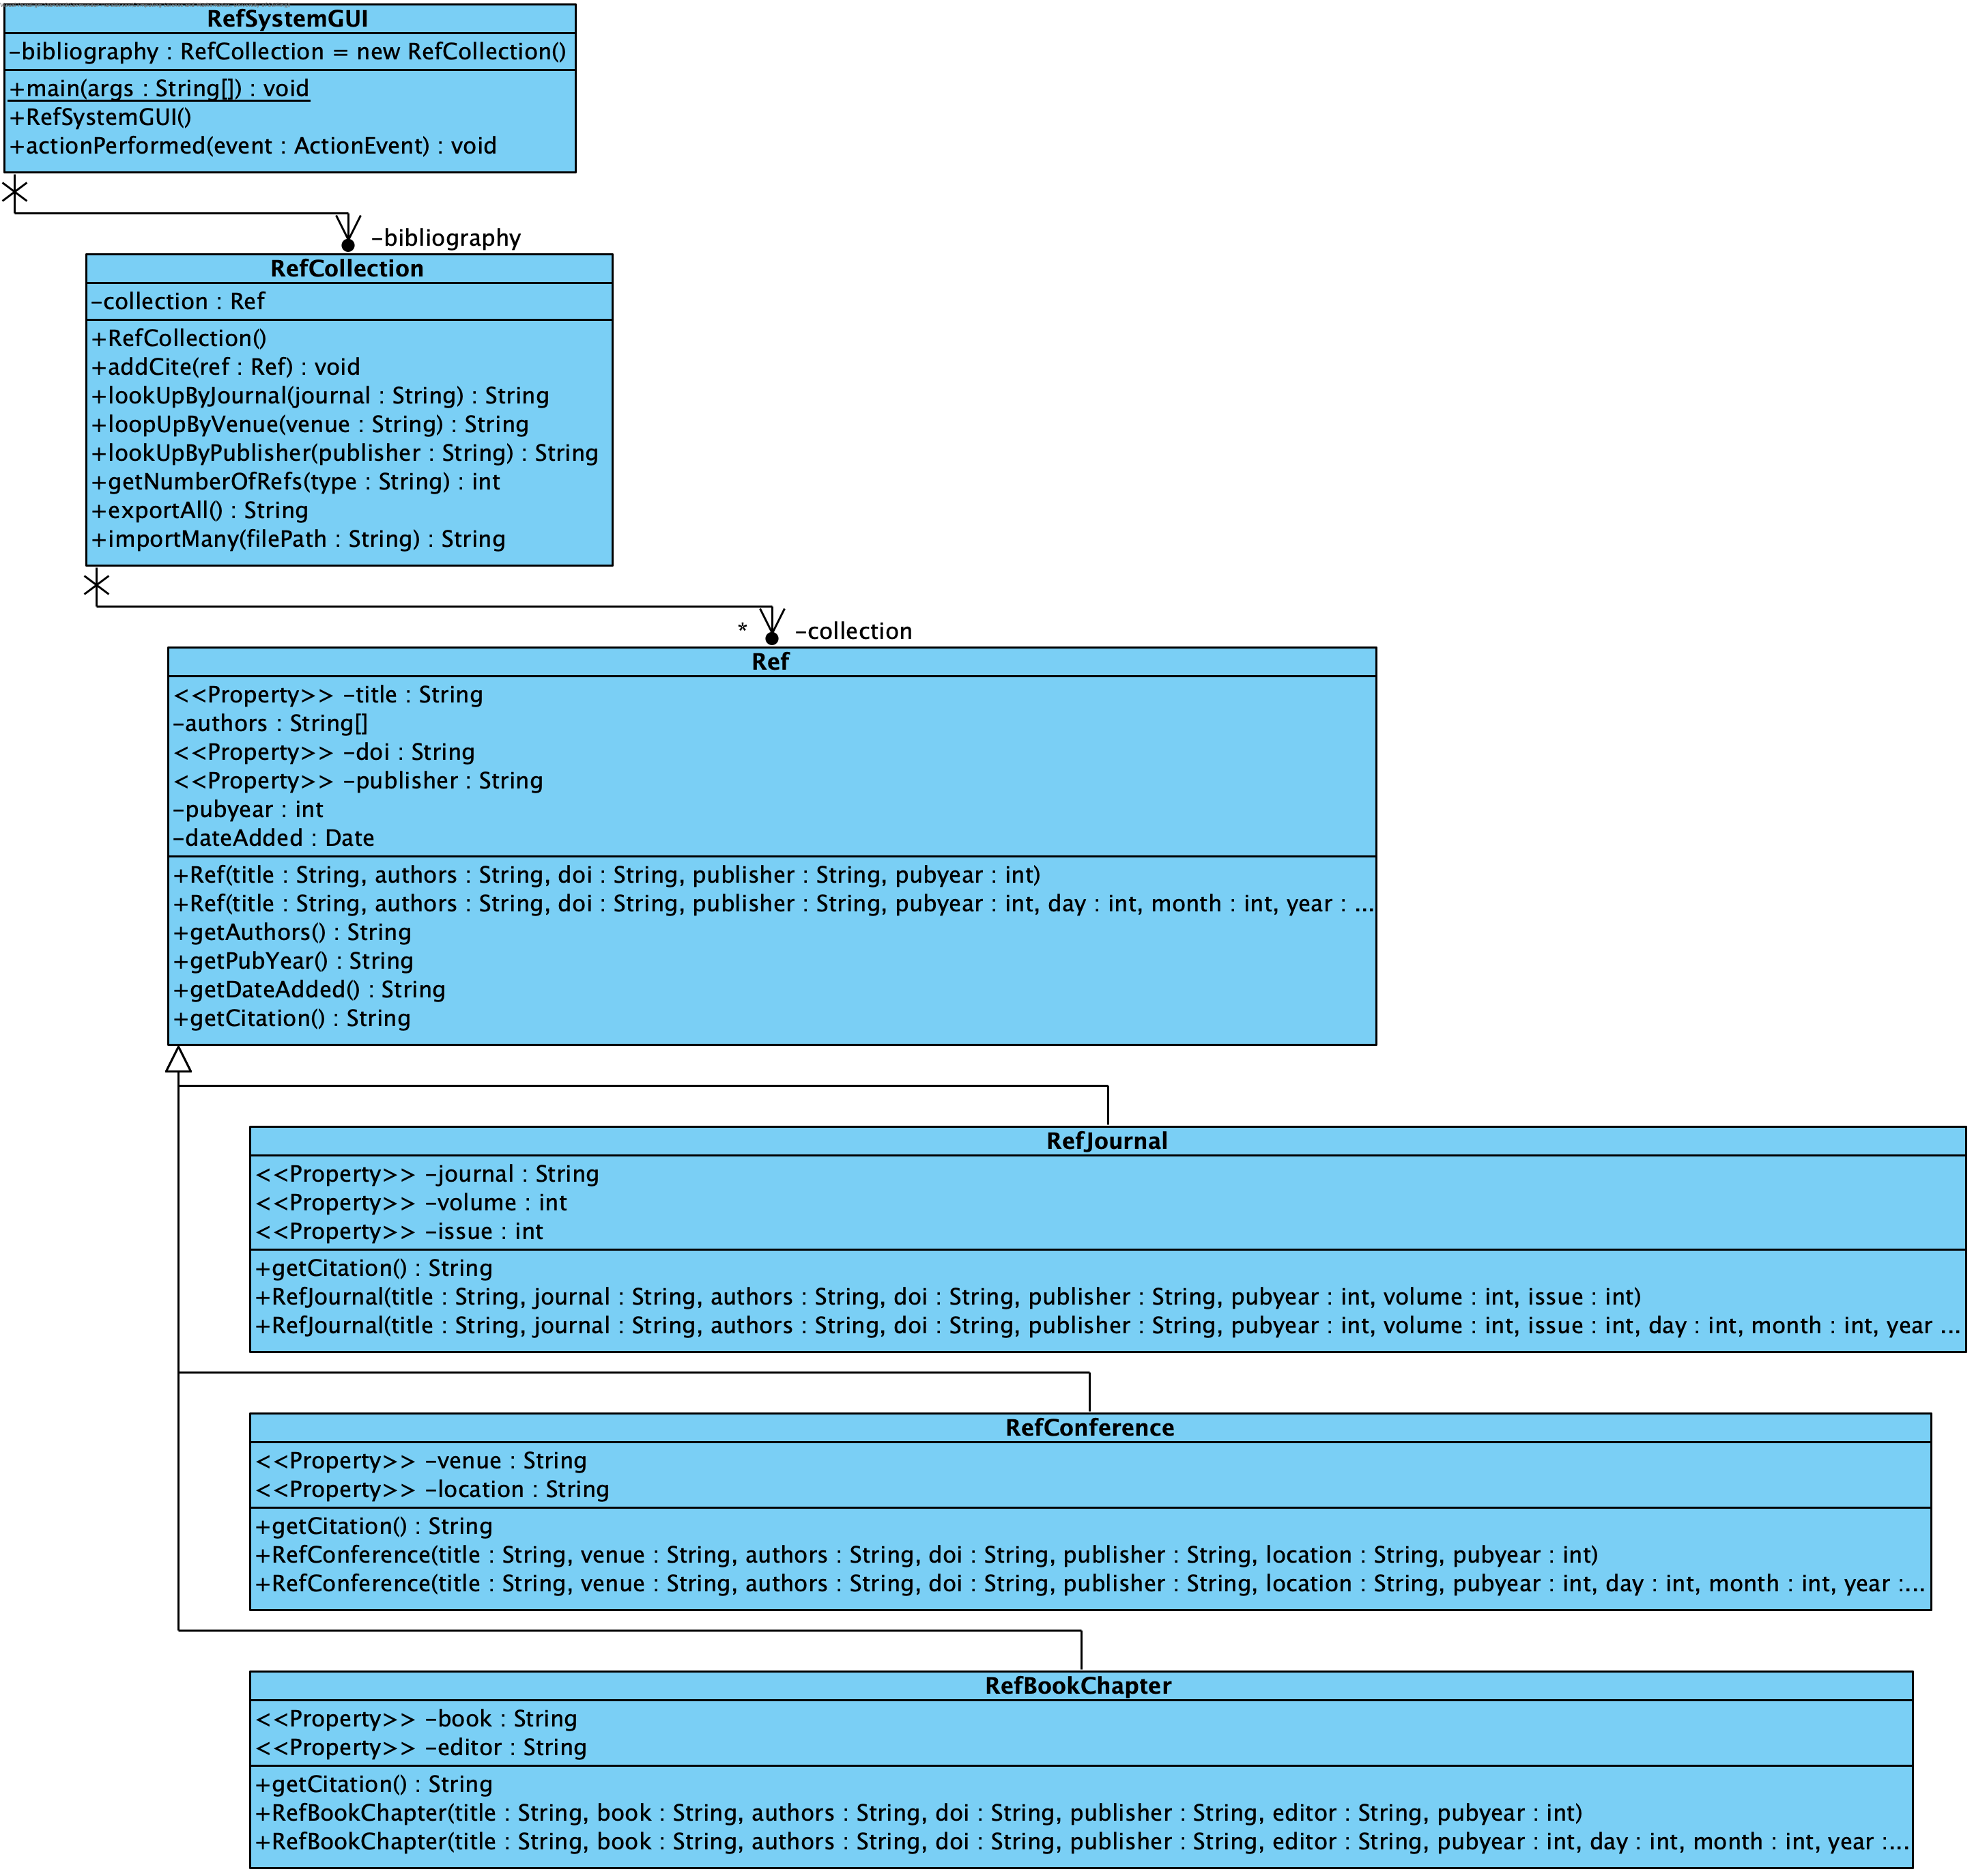 RefSystemGUI
-bibliography : RefCollection = new RefCollection()
+main(args : String[]) : void
+RefSystemGUI()
+actionPerformed(event : ActionEvent) : void
-bibliography
RefCollection
-collection : Ref
+RefCollection()
+addCite(ref : Ref) : void
+lookUpByJournal(journal : String) : String
+loopUpByVenue(venue : String) : String
+lookUpByPublisher(publisher : String) : String
+getNumberOfRefs(type : String) : int
+exportAll() : String
+importMany(filePath : String) : String
* -collection
Ref
<<Property>> -title : String
-authors : String[]
<<Property>> -doi : String
<<Property>> -publisher : String
-pubyear : int
-dateAdded : Date
+Ref(title : String, authors : String, doi : String, publisher : String, pubyear : int)
+Ref(title : String, authors : String, doi : String, publisher : String, pubyear : int, day : int, month : int, year : ...
+getAuthors() : String
+getPubYear() : String
+getDateAdded() : String
+getCitation() : String
RefJournal
<<Property>> -journal : String
<<Property>> -volume : int
<<Property>> -issue : int
+getCitation() : String
+RefJournal(title : String, journal : String, authors : String, doi : String, publisher : String, pubyear : int, volume : int, issue : int)
+RefJournal(title : String, journal : String, authors : String, doi : String, publisher : String, pubyear : int, volume : int, issue : int, day : int, month : int, year ...
RefConference
<<Property>> -venue : String
<<Property>> -location : String
+getCitation() : String
+RefConference(title : String, venue : String, authors : String, doi : String, publisher : String, location : String, pubyear : int)
+RefConference(title : String, venue : String, authors : String, doi : String, publisher : String, location : String, pubyear : int, day : int, month : int, year :...
RefBookChapter
<<Property>> -book : String
<<Property>> -editor : String
+getCitation() : String
+RefBookChapter(title : String, book : String, authors : String, doi : String, publisher : String, editor : String, pubyear : int)
+RefBookChapter(title : String, book : String, authors : String, doi : String, publisher : String, editor : String, pubyear : int, day : int, month : int, year :...